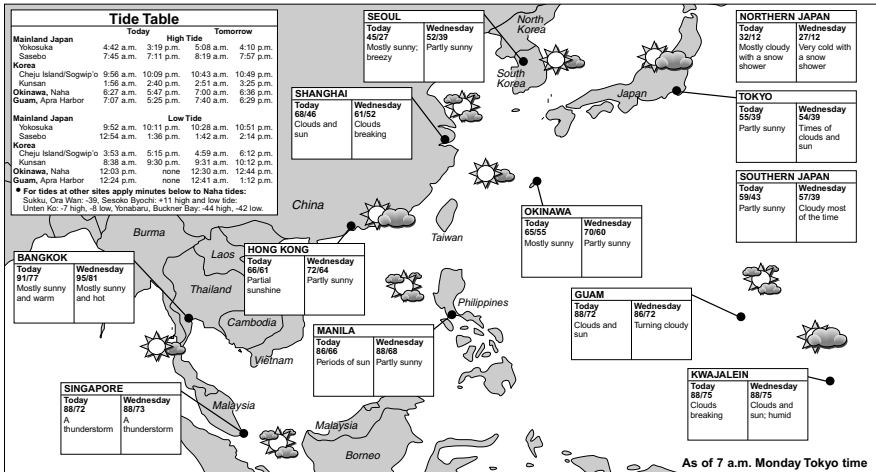 Tide Table
Today Tomorrow
Mainland Japan High Tide
Yokosuka 4:42 a.m. 3:19 p.m. 5:08 a.m. 4:10 p.m.
Sasebo 7:45 a.m. 7:11 p.m. 8:19 a.m. 7:57 p.m.
Korea
Cheju Island/Sogwip'o 9:56 a.m. 10:09 p.m. 10:43 a.m. 10:49 p.m.
Kunsan 1:56 a.m. 2:40 p.m. 2:51 a.m. 3:25 p.m.
Okinawa, Naha 6:27 a.m. 5:47 p.m. 7:00 a.m. 6:36 p.m.
Guam, Apra Harbor 7:07 a.m. 5:25 p.m. 7:40 a.m. 6:29 p.m.
Mainland Japan Low Tide
Yokosuka 9:52 a.m. 10:11 p.m. 10:28 a.m. 10:51 p.m.
Sasebo 12:54 a.m. 1:36 p.m. 1:42 a.m. 2:14 p.m.
Korea
Cheju Island/Sogwip'o 3:53 a.m. 5:15 p.m. 4:59 a.m. 6:12 p.m.
Kunsan 8:38 a.m. 9:30 p.m. 9:31 a.m. 10:12 p.m.
Okinawa, Naha 12:03 p.m. none 12:30 a.m. 12:44 p.m.
Guam, Apra Harbor 12:24 p.m. none 12:41 a.m. 1:12 p.m.
● For tides at other sites apply minutes below to Naha tides:
Sukku, Ora Wan: -39, Sesoko Byochi: +11 high and low tide:
Unten Ko: -7 high, -8 low, Yonabaru, Buckner Bay: -44 high, -42 low.
SEOUL
Today Wednesday
45/27 52/39
Mostly sunny; Partly sunny
breezy
North
Korea
South
Korea
Japan
NORTHERN JAPAN
Today Wednesday
32/12 27/12
Mostly cloudy Very cold with
with a snow a snow
shower shower
SHANGHAI
Today Wednesday
68/46 61/52
Clouds and Clouds
sun breaking
TOKYO
Today Wednesday
55/39 54/39
Partly sunny Times of
clouds and
sun
SOUTHERN JAPAN
Today Wednesday
59/43 57/39
Partly sunny Cloudy most
of the time
China
Taiwan
OKINAWA
Today Wednesday
65/55 70/60
Mostly sunny Partly sunny
Burma
Laos
Thailand
Cambodia
Vietnam
HONG KONG
Today Wednesday
66/61 72/64
Partial Partly sunny
sunshine
BANGKOK
Today Wednesday
91/77 95/81
Mostly sunny Mostly sunny
and warm and hot
Philippines
MANILA
Today Wednesday
86/66 88/68
Periods of sun Partly sunny
GUAM
Today Wednesday
88/72 86/72
Clouds and Turning cloudy
sun
KWAJALEIN
Today Wednesday
88/75 88/75
Clouds Clouds and
breaking sun; humid
SINGAPORE
Today Wednesday
88/72 88/73
A A
thunderstorm thunderstorm
Malaysia
Malaysia
Borneo
As of 7 a.m. Monday Tokyo time